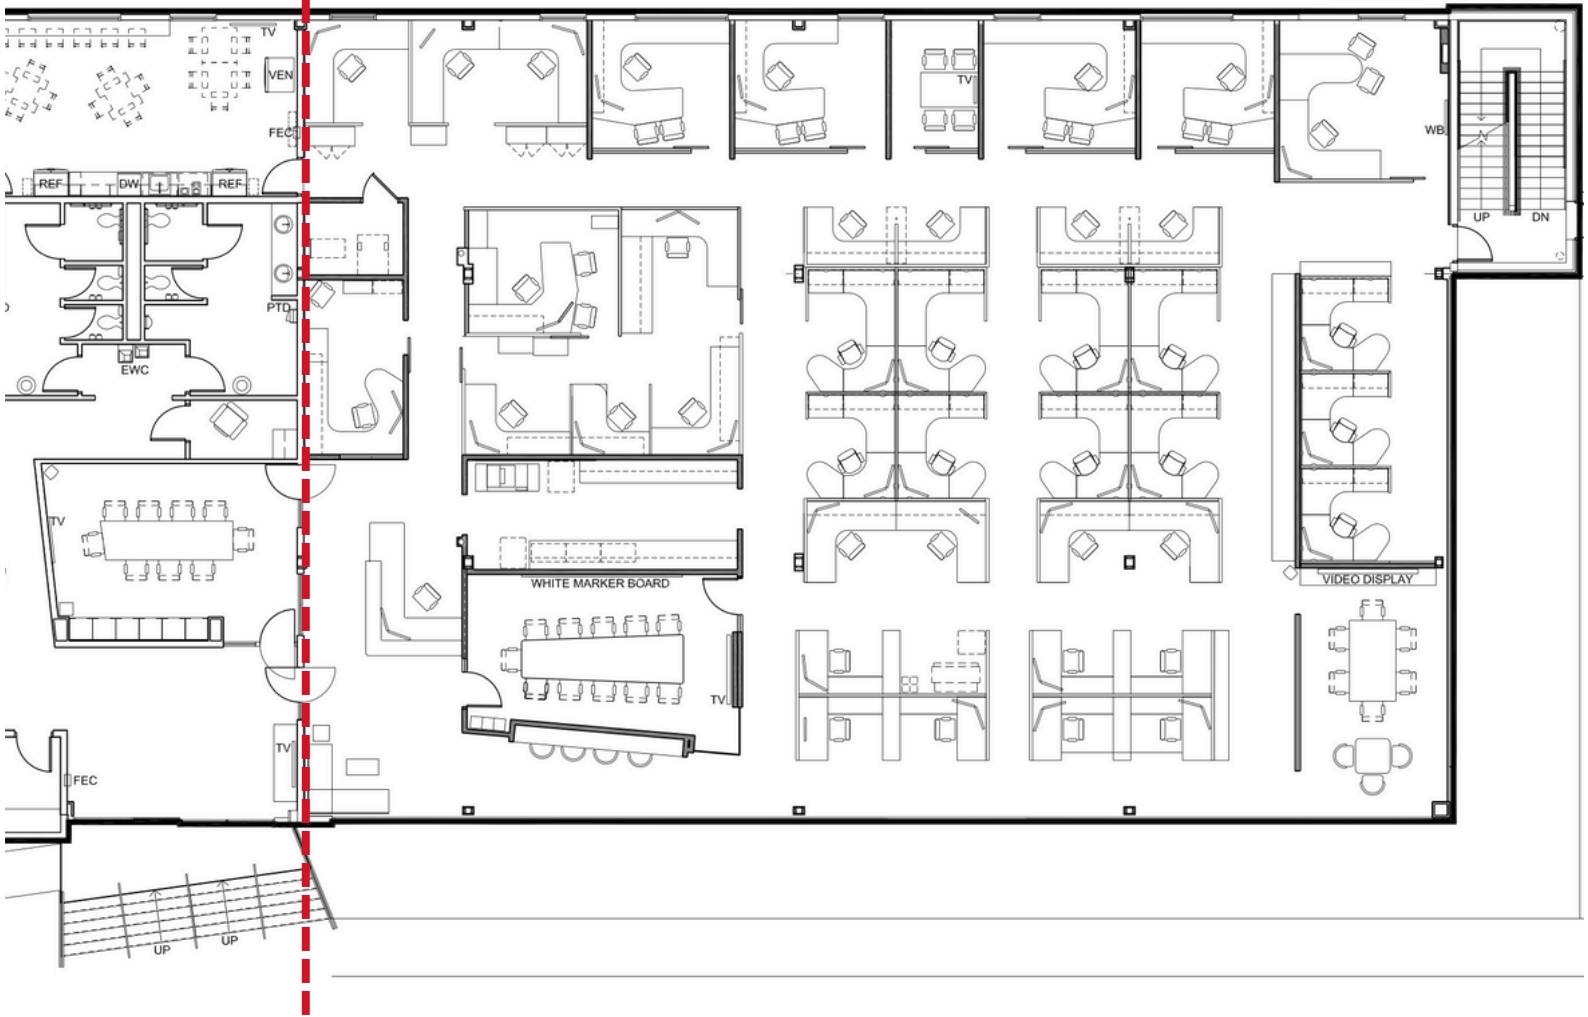 TV
VEN
TV
FEC
WB
REF
DW
REF
UP
DN
PTD
EWC
TV
WHITE MARKER BOARD
VIDEO DISPLAY
TV
TV
FEC
UP
UP